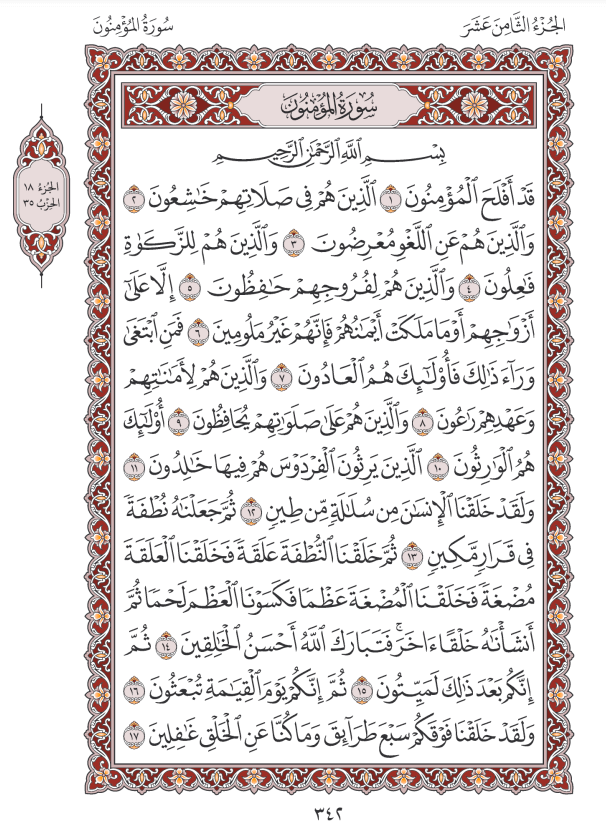 الجُزْءُ الثَّامِنَ عَشَرَ
سُورَةُ المُؤْمِنُونَ
سُورَةُ المُؤْمِنُونَ
الجُزءُ ١٨
الحِزْبُ ٣٥
بِسْمِ ٱللَّهِ ٱلرَّحْمَٰنِ ٱلرَّحِيمِ
قَدْ أَفْلَحَ ٱلْمُؤْمِنُونَ ١ ٱلَّذِينَ هُمْ فِى صَلَاتِهِمْ خَٰشِعُونَ ٢
وَٱلَّذِينَ هُمْ عَنِ ٱللَّغْوِ مُعْرِضُونَ ٣ وَٱلَّذِينَ هُمْ لِلزَّكَوٰةِ
فَٰعِلُونَ ٤ وَٱلَّذِينَ هُمْ لِفُرُوجِهِمْ حَٰفِظُونَ ٥ إِلَّا عَلَىٰ
أَزْوَٰجِهِمْ أَوْ مَا مَلَكَتْ أَيْمَٰنُهُمْ فَإِنَّهُمْ غَيْرُ مَلُومِينَ ٦ فَمَنِ ٱبْتَغَىٰ
وَرَآءَ ذَٰلِكَ فَأُو۟لَٰٓئِكَ هُمُ ٱلْعَادُونَ ٧ وَٱلَّذِينَ هُمْ لِأَمَٰنَٰتِهِمْ
وَعَهْدِهِمْ رَٰعُونَ ٨ وَٱلَّذِينَ هُمْ عَلَىٰ صَلَوَٰتِهِمْ يُحَافِظُونَ ٩ أُو۟لَٰٓئِكَ
هُمُ ٱلْوَٰرِثُونَ ١٠ ٱلَّذِينَ يَرِثُونَ ٱلْفِرْدَوْسَ هُمْ فِيهَا خَٰلِدُونَ ١١
وَلَقَدْ خَلَقْنَا ٱلْإِنسَٰنَ مِن سُلَٰلَةٍ مِّن طِينٍ ١٢ ثُمَّ جَعَلْنَٰهُ نُطْفَةً
فِى قَرَارٍ مَّكِينٍ ١٣ ثُمَّ خَلَقْنَا ٱلنُّطْفَةَ عَلَقَةً فَخَلَقْنَا ٱلْعَلَقَةَ
مُضْغَةً فَخَلَقْنَا ٱلْمُضْغَةَ عَظْمًا فَكَسَوْنَا ٱلْعَظْمَ لَحْمًا ثُمَّ
أَنشَأْنَٰهُ خَلْقًا ءَاخَرَ ۚ فَتَبَارَكَ ٱللَّهُ أَحْسَنُ ٱلْخَٰلِقِينَ ١٤ ثُمَّ
إِنَّكُم بَعْدَ ذَٰلِكَ لَمَيِّتُونَ ١٥ ثُمَّ إِنَّكُمْ يَوْمَ ٱلْقِيَٰمَةِ تُبْعَثُونَ ١٦
وَلَقَدْ خَلَقْنَا فَوْقَكُمْ سَبْعَ طَرَآئِقَ وَمَا كُنَّا عَنِ ٱلْخَلْقِ غَٰفِلِينَ ١٧
٣٤٢